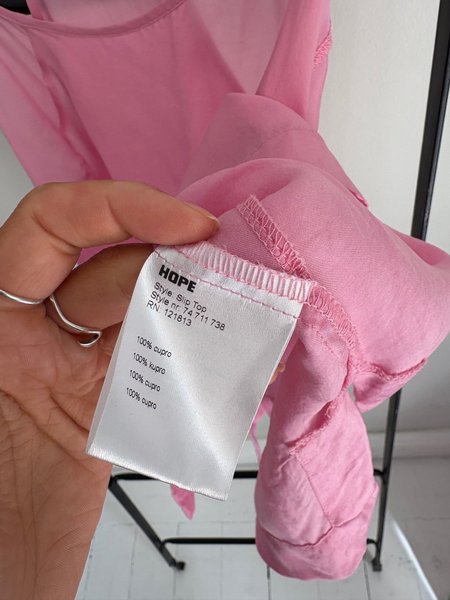 HOPE
Style: Slip Top
Style nr: 74 711 738
RN: 121813
100% cupro
100% kupro
100% cupro
100% cupro